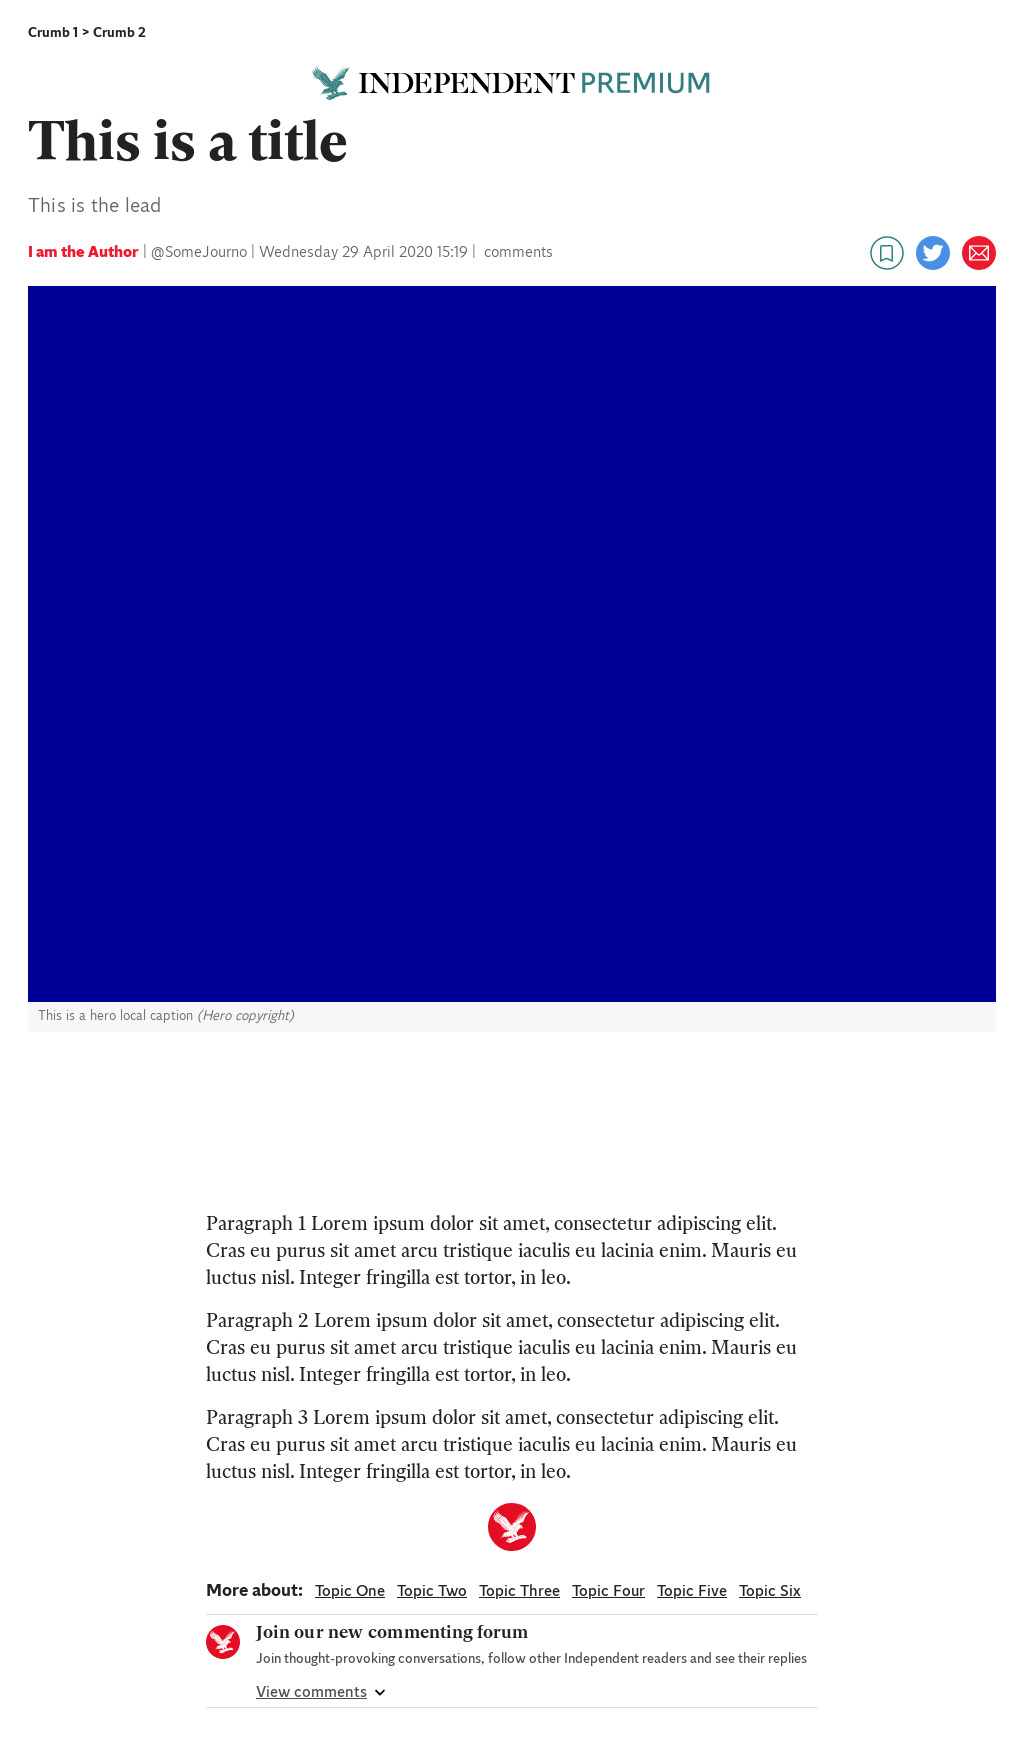 Crumb 1 > Crumb 2
INDEPENDENT PREMIUM
This is a title
This is the lead
I am the Author | @SomeJourno | Wednesday 29 April 2020 15:19 | comments
This is a hero local caption (Hero copyright)
Paragraph 1 Lorem ipsum dolor sit amet, consectetur adipiscing elit.
Cras eu purus sit amet arcu tristique iaculis eu lacinia enim. Mauris eu
luctus nisl. Integer fringilla est tortor, in leo.
Paragraph 2 Lorem ipsum dolor sit amet, consectetur adipiscing elit.
Cras eu purus sit amet arcu tristique iaculis eu lacinia enim. Mauris eu
luctus nisl. Integer fringilla est tortor, in leo.
Paragraph 3 Lorem ipsum dolor sit amet, consectetur adipiscing elit.
Cras eu purus sit amet arcu tristique iaculis eu lacinia enim. Mauris eu
luctus nisl. Integer fringilla est tortor, in leo.
More about: Topic One Topic Two Topic Three Topic Four Topic Five Topic Six
Join our new commenting forum
Join thought-provoking conversations, follow other Independent readers and see their replies
View comments